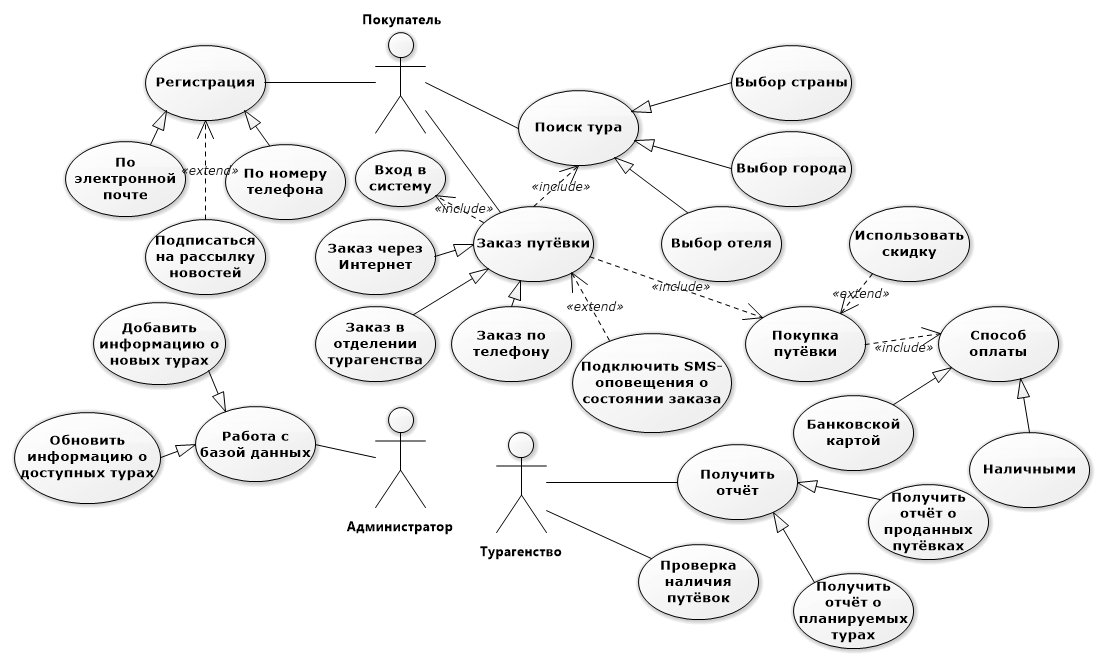 Покупатель
Регистрация
Выбор страны
Поиск тура
По
электронной
почте
«extend»
По номеру
телефона
Вход в
систему
«include»
«include»
Выбор города
Подписаться
на рассылку
новостей
Заказ через
Интернет
Заказ путёвки
Выбор отеля
Использовать
скидку
«include»
«extend»
«extend»
Добавить
информацию о
новых турах
Заказ в
отделении
турагенства
Заказ по
телефону
Покупка
путёвки
«include»
Способ
оплаты
Подключить SMS-
оповещения о
состоянии заказа
Обновить
информацию о
доступных турах
Работа с
базой данных
Банковской
картой
Наличными
Администратор
Турагенство
Получить
отчёт
Получить
отчёт о
проданных
путёвках
Проверка
наличия
путёвок
Получить
отчёт о
планируемых
турах